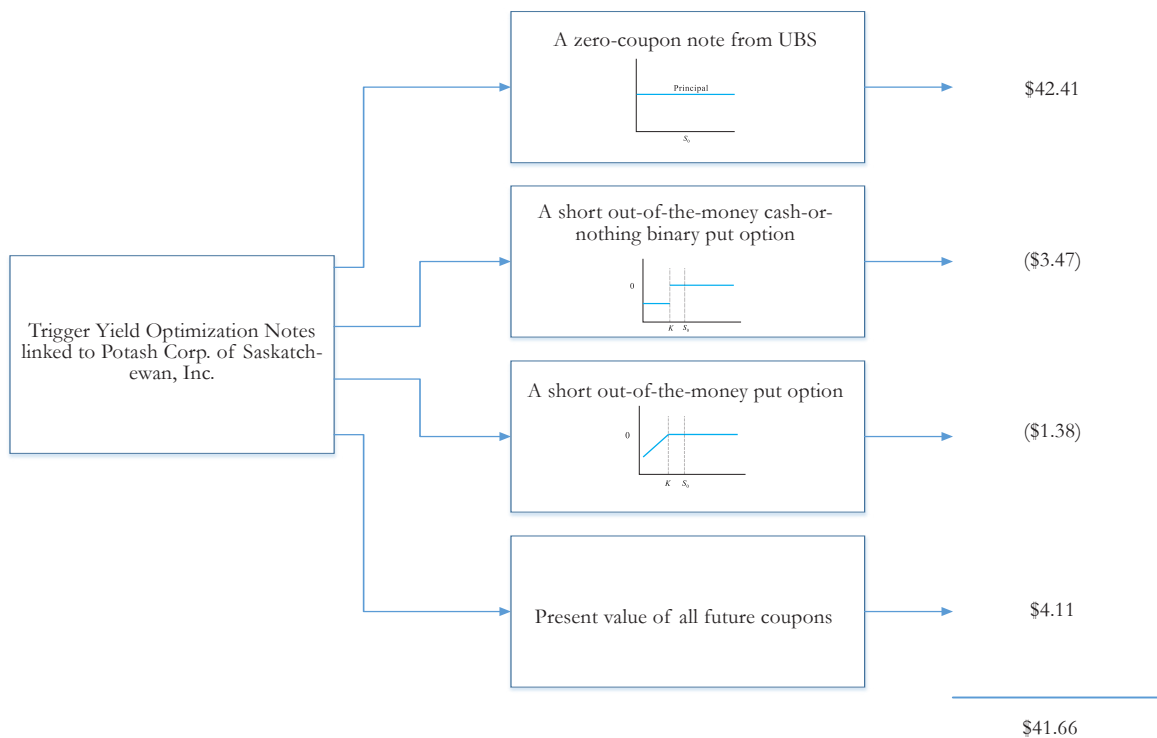 A zero-coupon note from UBS
Principal
S0
$42.41
A short out-of-the-money cash-or-
nothing binary put option
0
K
S0
($3.47)
Trigger Yield Optimization Notes
linked to Potash Corp. of Saskatch-
ewan, Inc.
A short out-of-the-money put option
0
K
S0
($1.38)
Present value of all future coupons
$4.11
$41.66